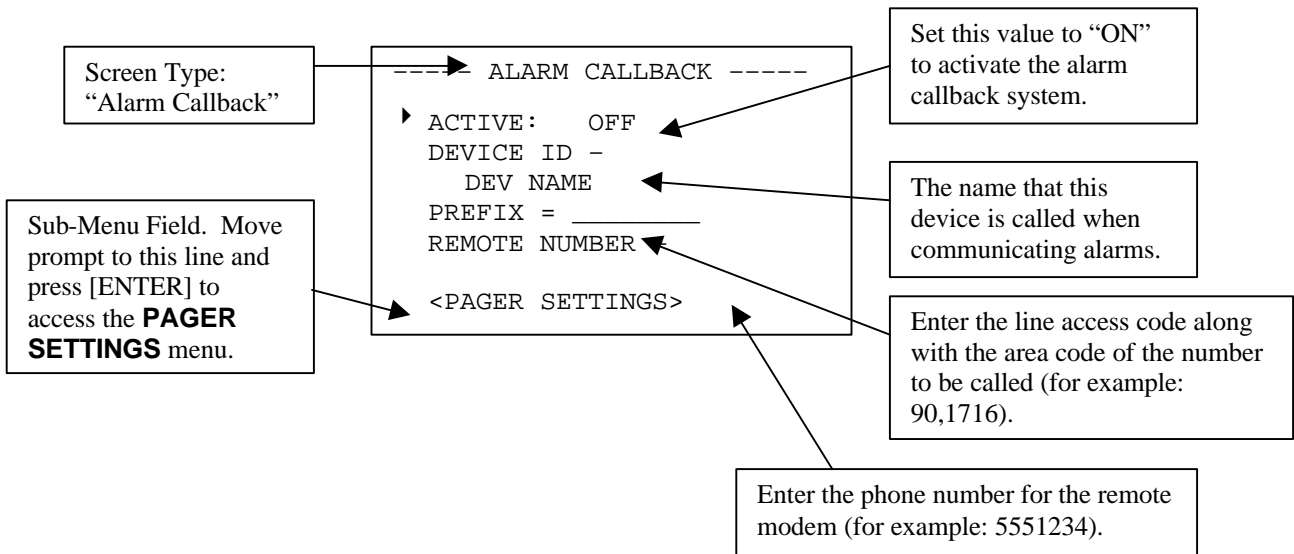 Screen Type:
“Alarm Callback”
Sub-Menu Field. Move
prompt to this line and
press [ENTER] to
access the PAGER
SETTINGS menu.
----- ALARM CALLBACK -----
ACTIVE: OFF
DEVICE ID –
DEV NAME
PREFIX = ________
REMOTE NUMBER –
<PAGER SETTINGS>
Set this value to “ON”
to activate the alarm
callback system.
The name that this
device is called when
communicating alarms.
Enter the line access code along
with the area code of the number
to be called (for example:
90,1716).
Enter the phone number for the remote
modem (for example: 5551234).